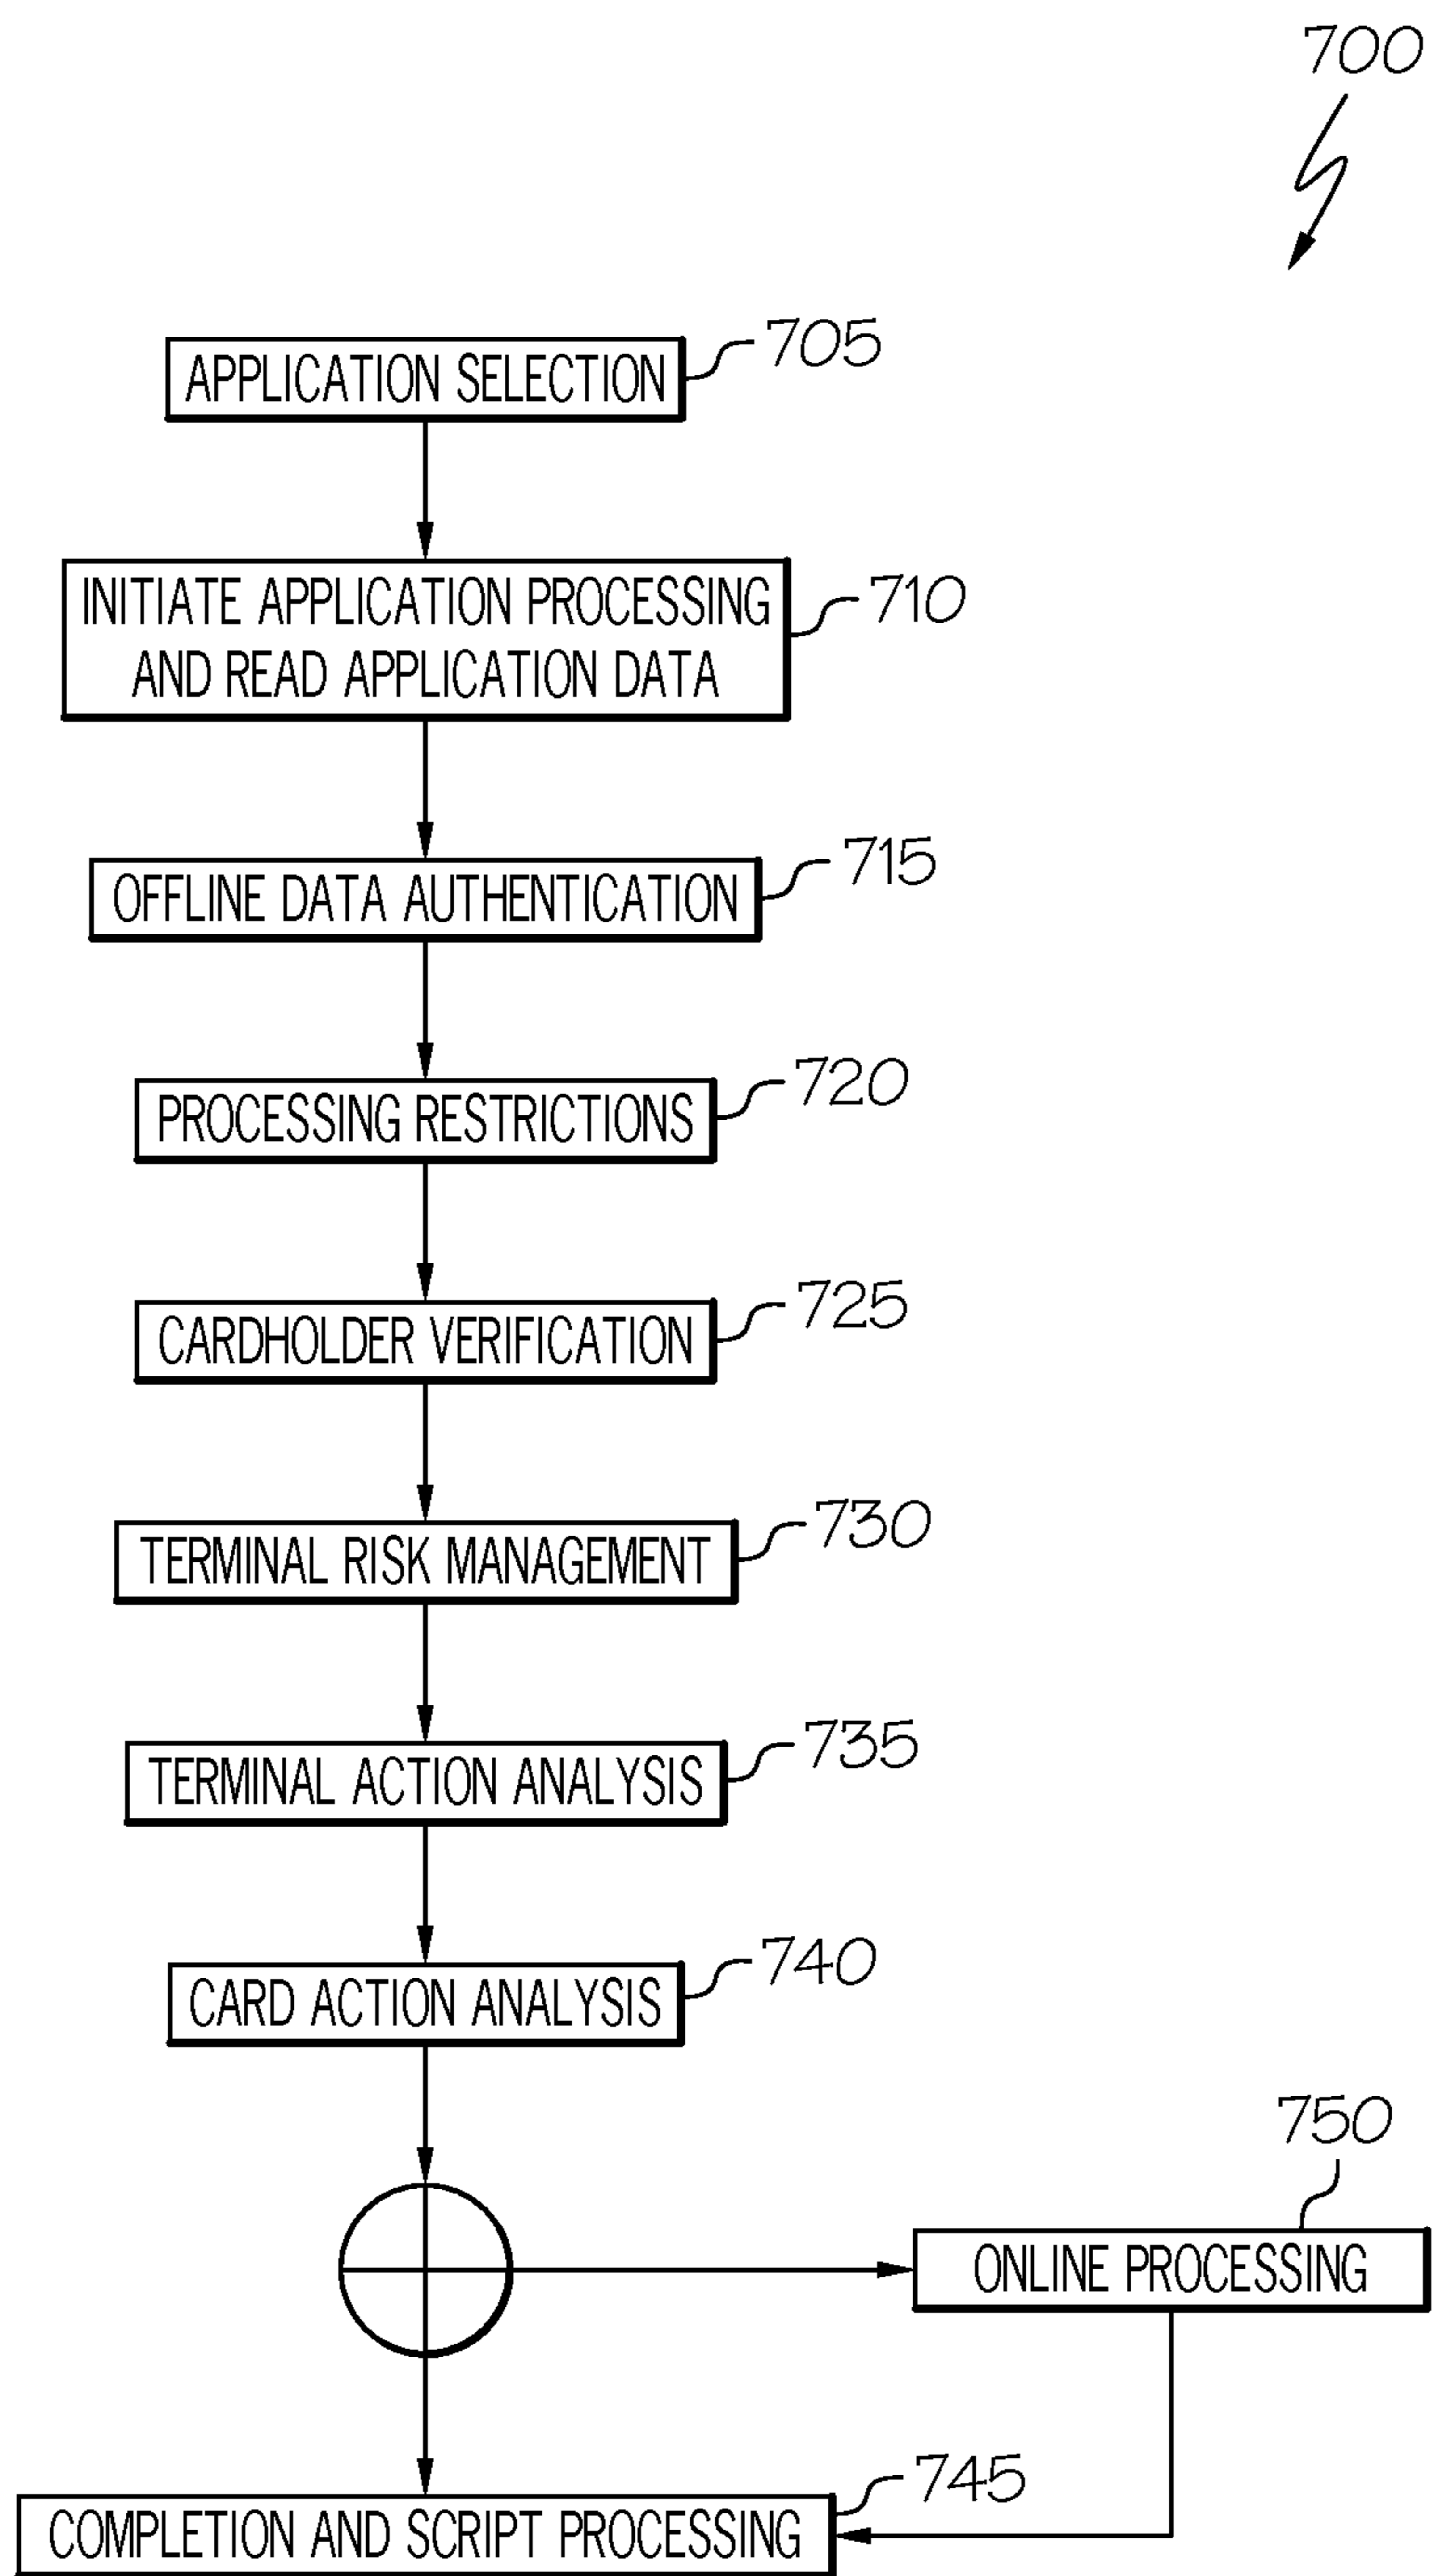 700
APPLICATION SELECTION
705
INITIATE APPLICATION PROCESSING
AND READ APPLICATION DATA
710
OFFLINE DATA AUTHENTICATION
715
PROCESSING RESTRICTIONS
720
CARDHOLDER VERIFICATION
725
TERMINAL RISK MANAGEMENT
730
TERMINAL ACTION ANALYSIS
735
CARD ACTION ANALYSIS
740
750
ONLINE PROCESSING
745
COMPLETION AND SCRIPT PROCESSING